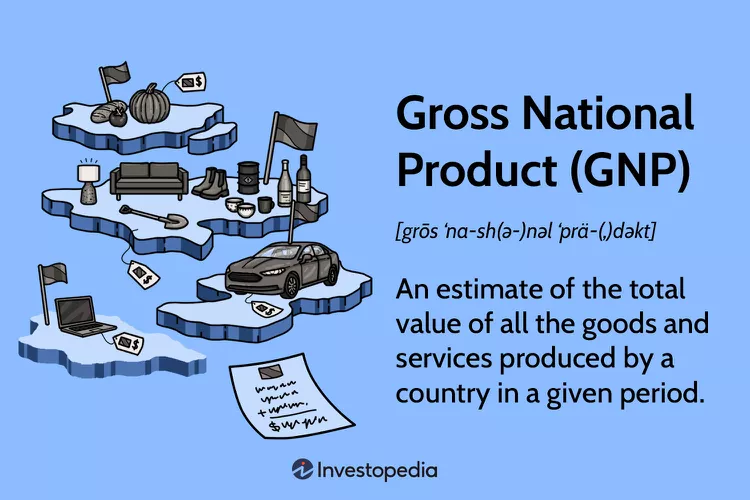 Gross National
Product (GNP)
[grōs ˈna-sh(ə-)nəl ˈprä-(ˌ)dəkt]
An estimate of the total
value of all the goods and
services produced by a
country in a given period.
$
$
$
$
$
+
$
Investopedia